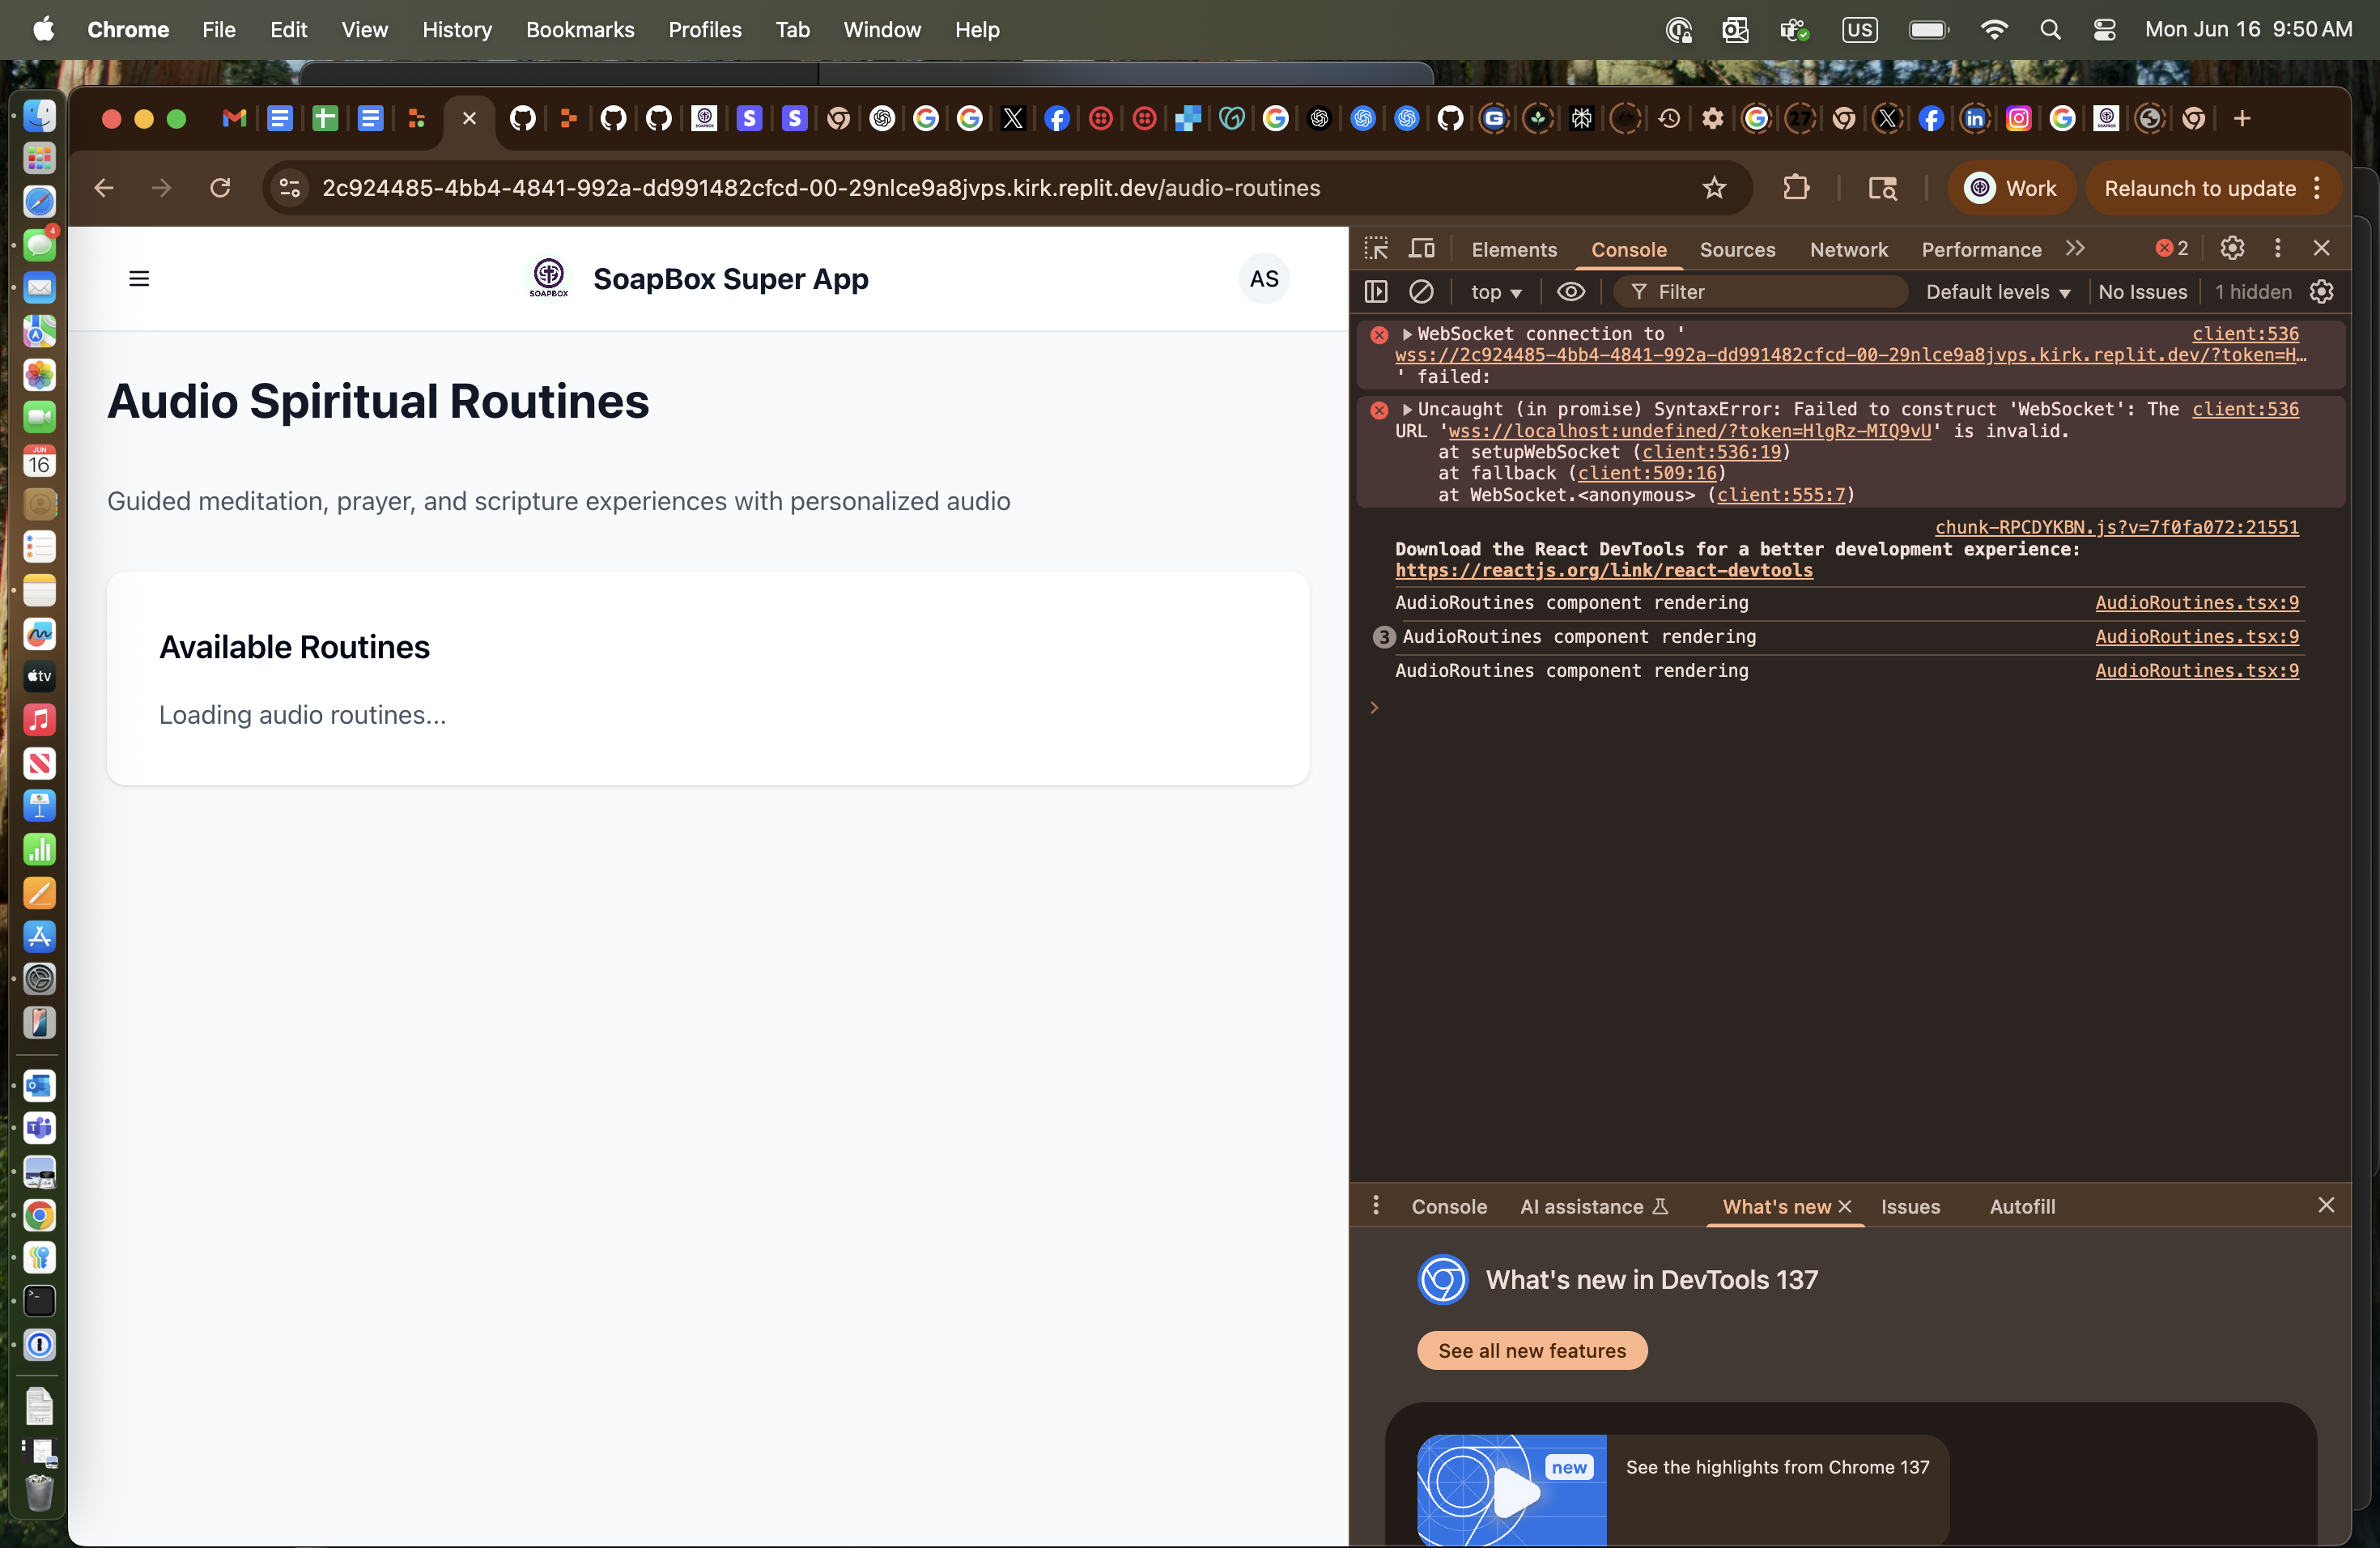 Chrome File Edit View History Bookmarks Profiles Tab Window Help US Mon Jun 16 9:50 AM
2c924485-4bb4-4841-992a-dd991482cfcd-00-29nlce9a8jvps.kirk.replit.dev/audio-routines Work Relaunch to update
SOAPBOX SoapBox Super App AS
Audio Spiritual Routines
Guided meditation, prayer, and scripture experiences with personalized audio
Available Routines
Loading audio routines...
Elements Console Sources Network Performance 2
top Filter Default levels No Issues 1 hidden
WebSocket connection to ' client:536
wss://2c924485-4bb4-4841-992a-dd991482cfcd-00-29nlce9a8jvps.kirk.replit.dev/?token=H…
' failed:
Uncaught (in promise) SyntaxError: Failed to construct 'WebSocket': The client:536
URL 'wss://localhost:undefined/?token=HlgRz-MIQ9vU' is invalid.
at setupWebSocket (client:536:19)
at fallback (client:509:16)
at WebSocket.<anonymous> (client:555:7)
chunk-RPCDYKBN.js?v=7f0fa072:21551
Download the React DevTools for a better development experience:
https://reactjs.org/link/react-devtools
AudioRoutines component rendering AudioRoutines.tsx:9
3 AudioRoutines component rendering AudioRoutines.tsx:9
AudioRoutines component rendering AudioRoutines.tsx:9
Console AI assistance What's new Issues Autofill
What's new in DevTools 137
See all new features
new See the highlights from Chrome 137
4
JUN
16
tv